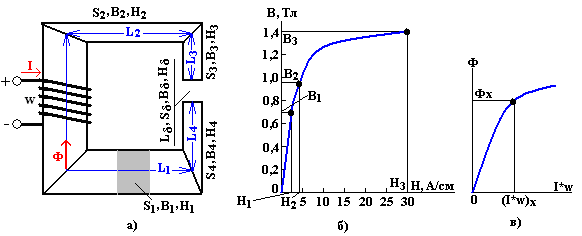 S2, B2, H2
I
+
w
-
Ф
L2
L3
S3, B3, H3
Lδ, Sδ, Bδ, Hδ
L4
S4, B4, H4
L1
S1, B1, H1
а)
В, Тл
1,4
B3
1,2
1,0
B2
0,8
B1
0,6
0,4
0,2
0
5 10 15 20 25 30
H, А/см
H1
H2
H3
б)
Ф
Фх
0
(I*w)х
I*w
в)